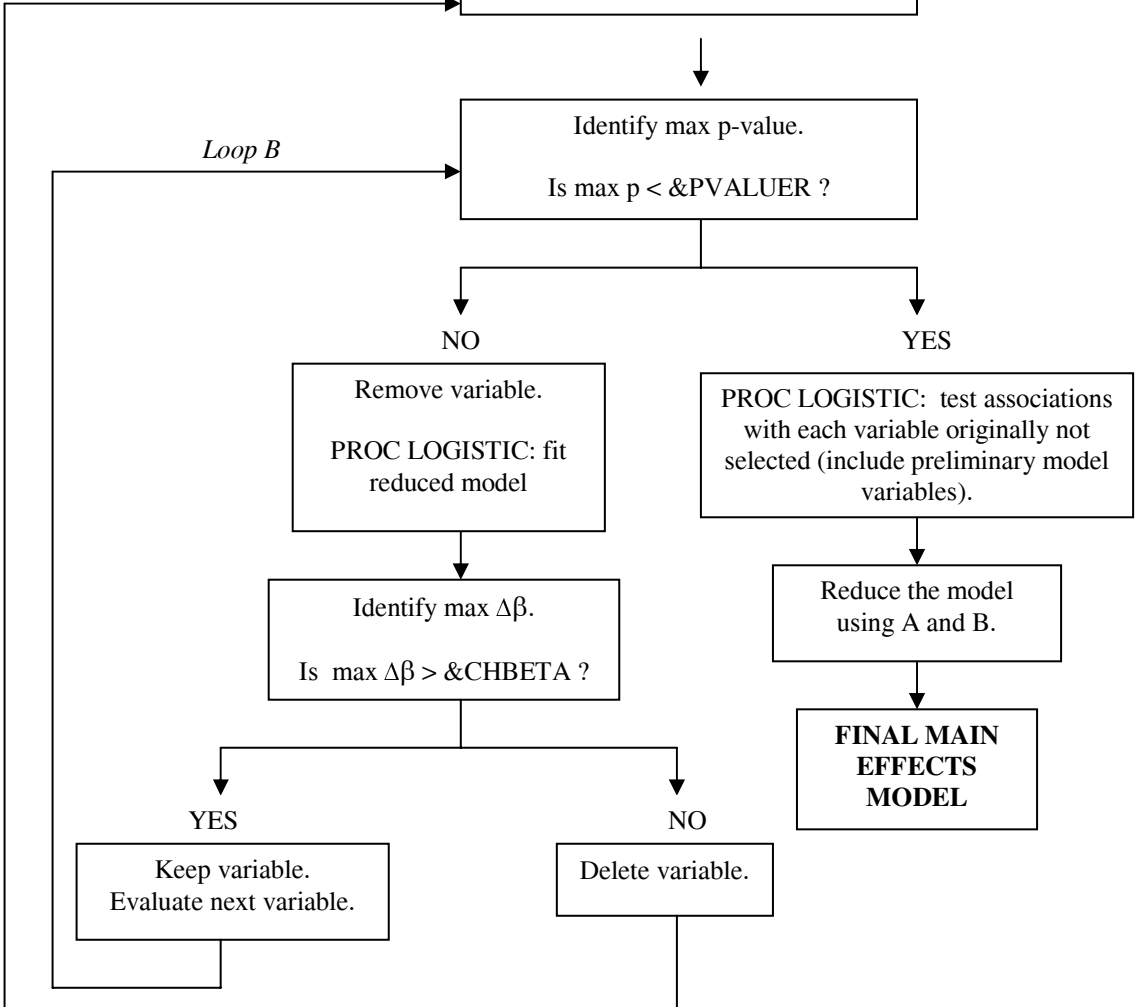 Loop B
Identify max p-value.
Is max p < &PVALUER ?
NO
YES
Remove variable.
PROC LOGISTIC: fit
reduced model
PROC LOGISTIC:  test associations
with each variable originally not
selected (include preliminary model
variables).
Identify max Δβ.
Is  max Δβ > &CHBETA ?
Reduce the model
using A and B.
FINAL MAIN
EFFECTS
MODEL
YES
NO
Keep variable.
Evaluate next variable.
Delete variable.